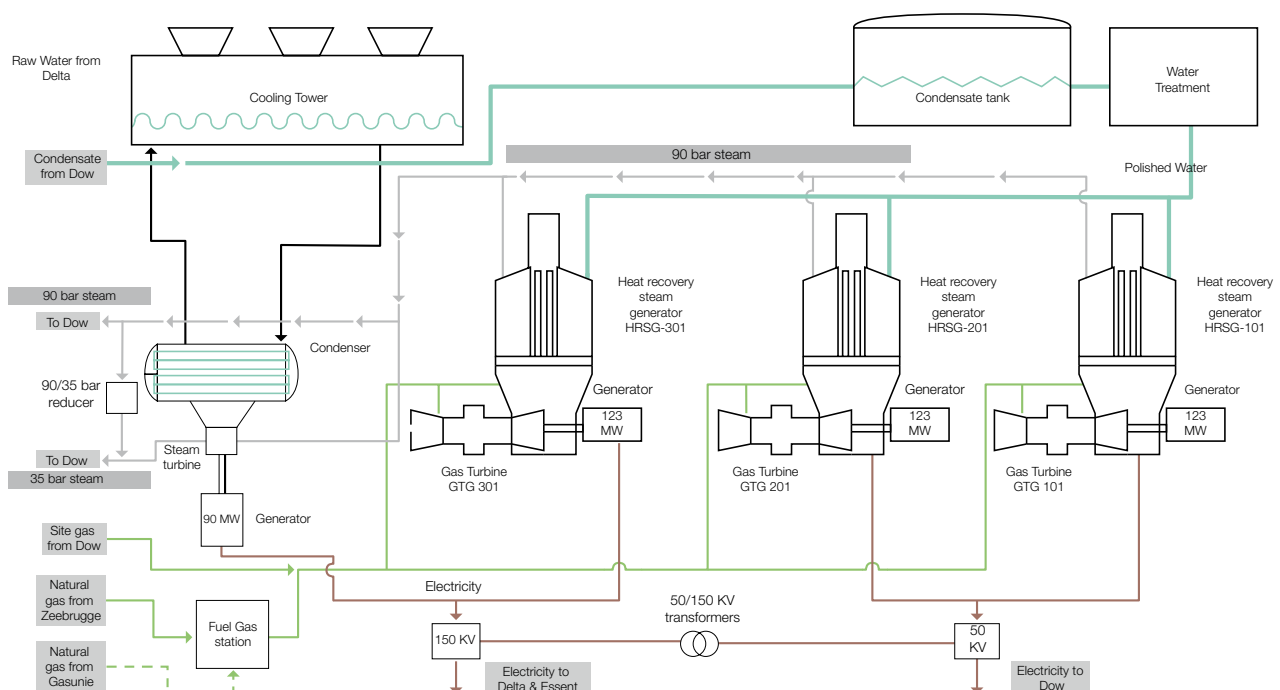 Raw Water from
Delta
Cooling Tower
Condensate tank
Water
Treatment
Condensate
from Dow
90 bar steam
Polished Water
Heat recovery
steam
generator
HRSG-301
Heat recovery
steam
generator
HRSG-201
Heat recovery
steam
generator
HRSG-101
90 bar steam
To Dow
Condenser
90/35 bar
reducer
Generator
123
MW
Generator
123
MW
Generator
123
MW
Steam
turbine
To Dow
35 bar steam
Gas Turbine
GTG 301
Gas Turbine
GTG 201
Gas Turbine
GTG 101
90 MW
Generator
Site gas
from Dow
Natural
gas from
Zeebrugge
Electricity
50/150 KV
transformers
Fuel Gas
station
150 KV
50
KV
Natural
gas from
Gasunie
Electricity to
Delta & Essent
Electricity to
Dow